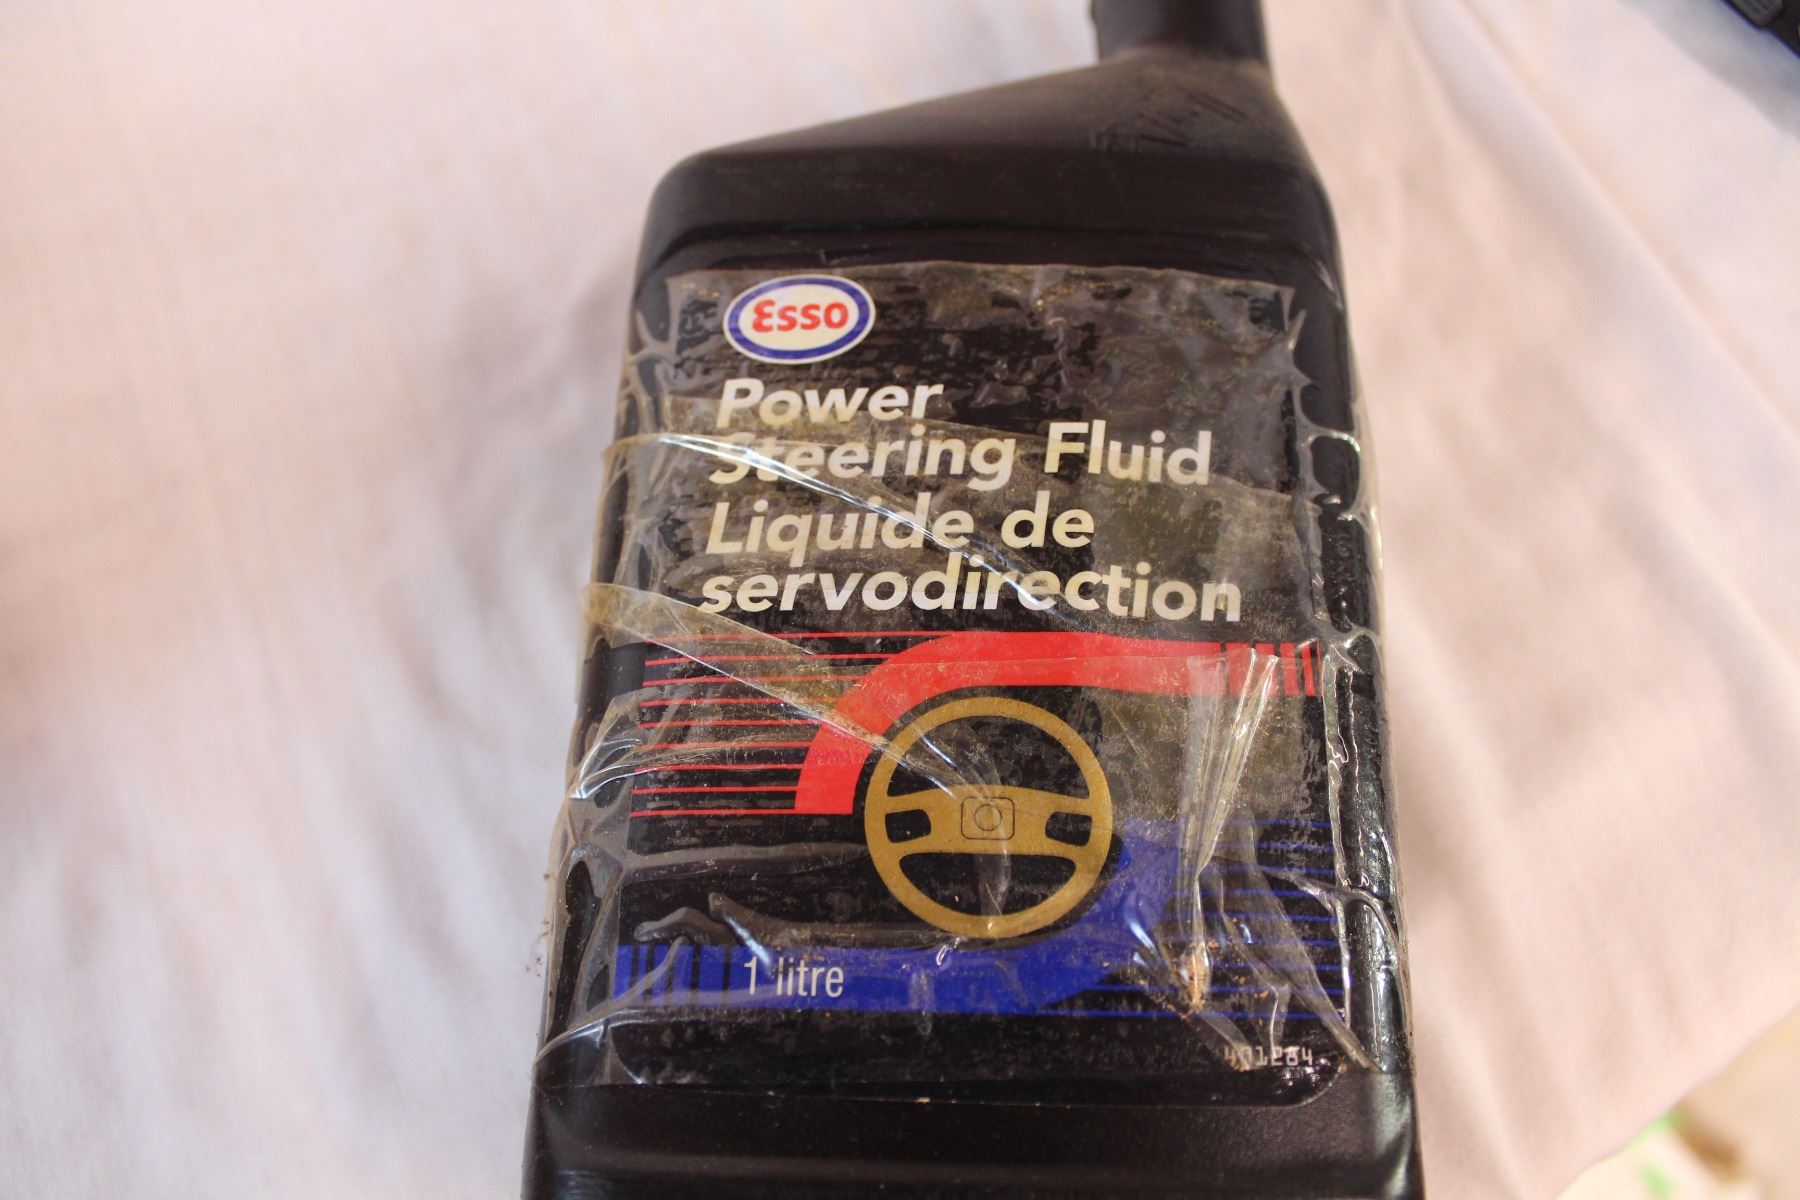 Esso
Power
Steering Fluid
Liquide de
servodirection
1 litre
401284